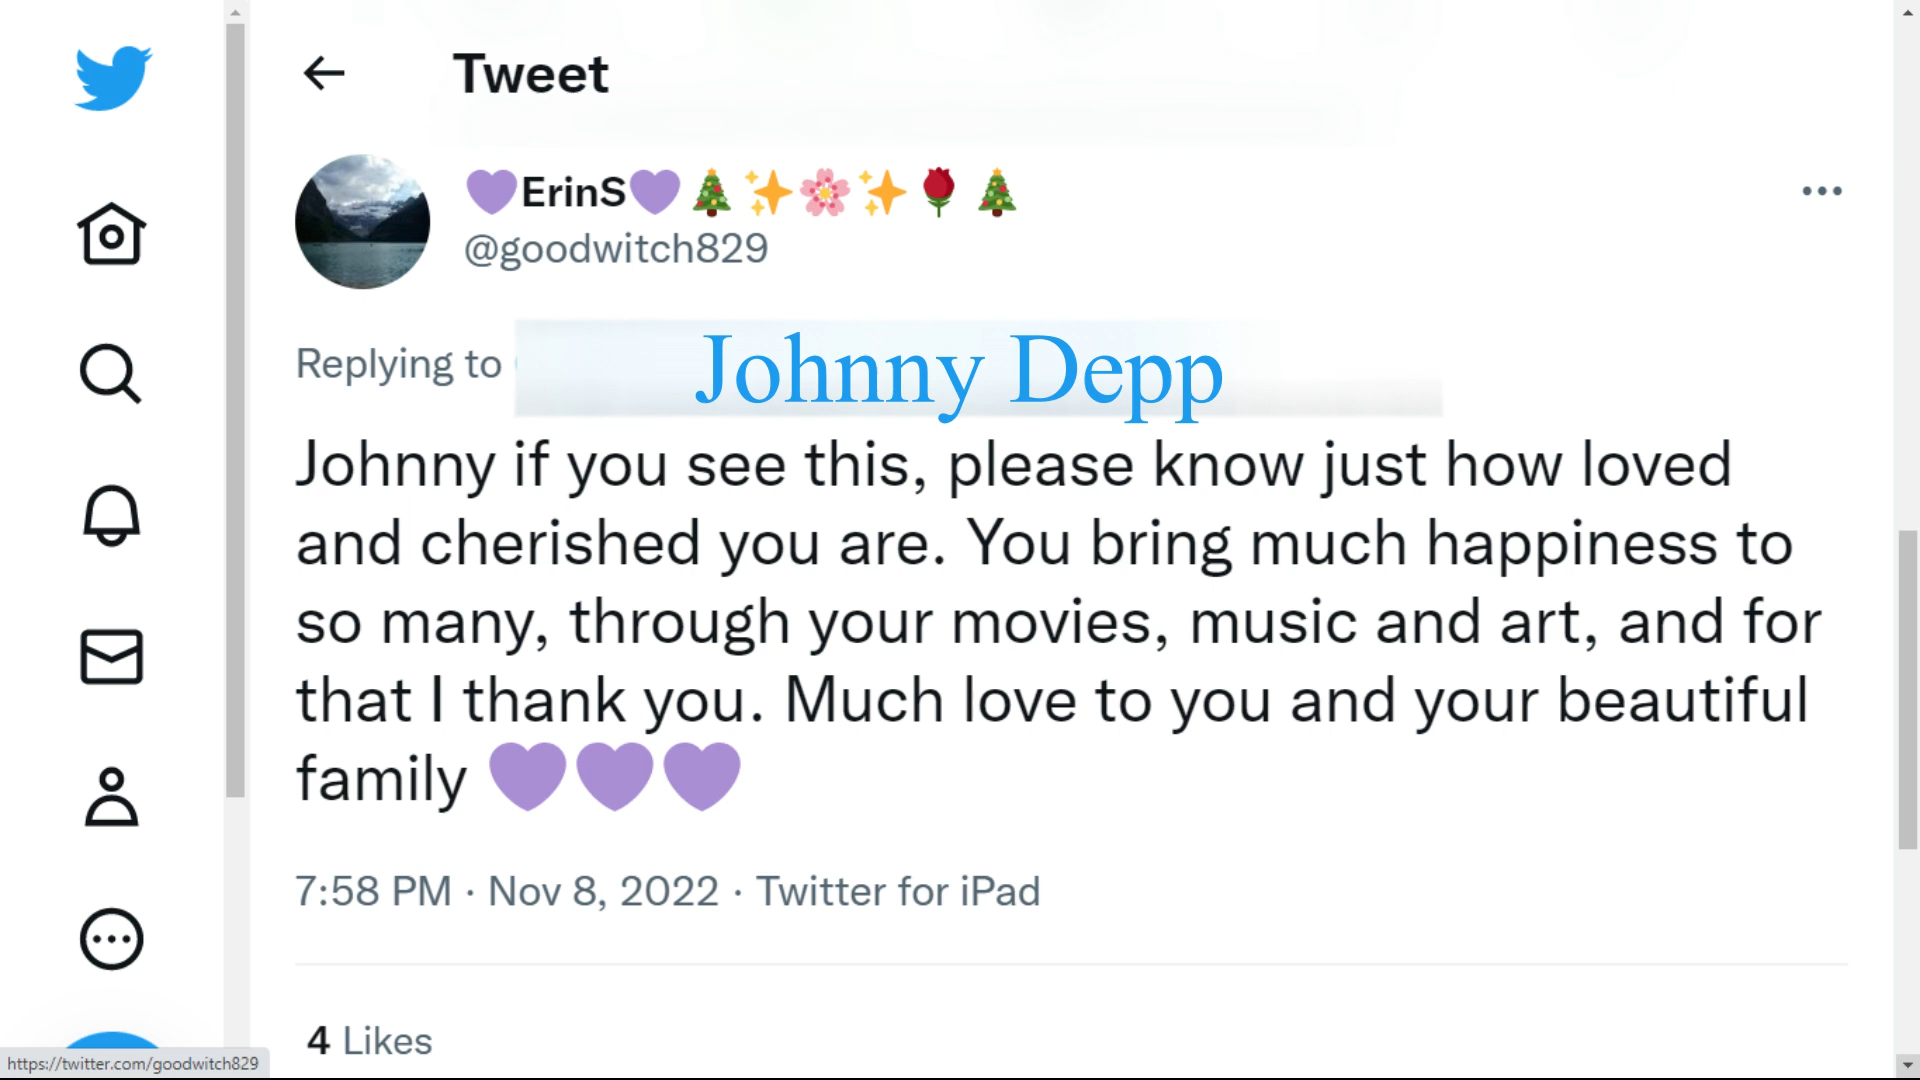 Tweet
💜ErinS💜🎄✨🌸✨🌹🎄
@goodwitch829
Replying to Johnny Depp
Johnny if you see this, please know just how loved
and cherished you are. You bring much happiness to
so many, through your movies, music and art, and for
that I thank you. Much love to you and your beautiful
family 💜💜💜
7:58 PM · Nov 8, 2022 · Twitter for iPad
4 Likes
https://twitter.com/goodwitch829